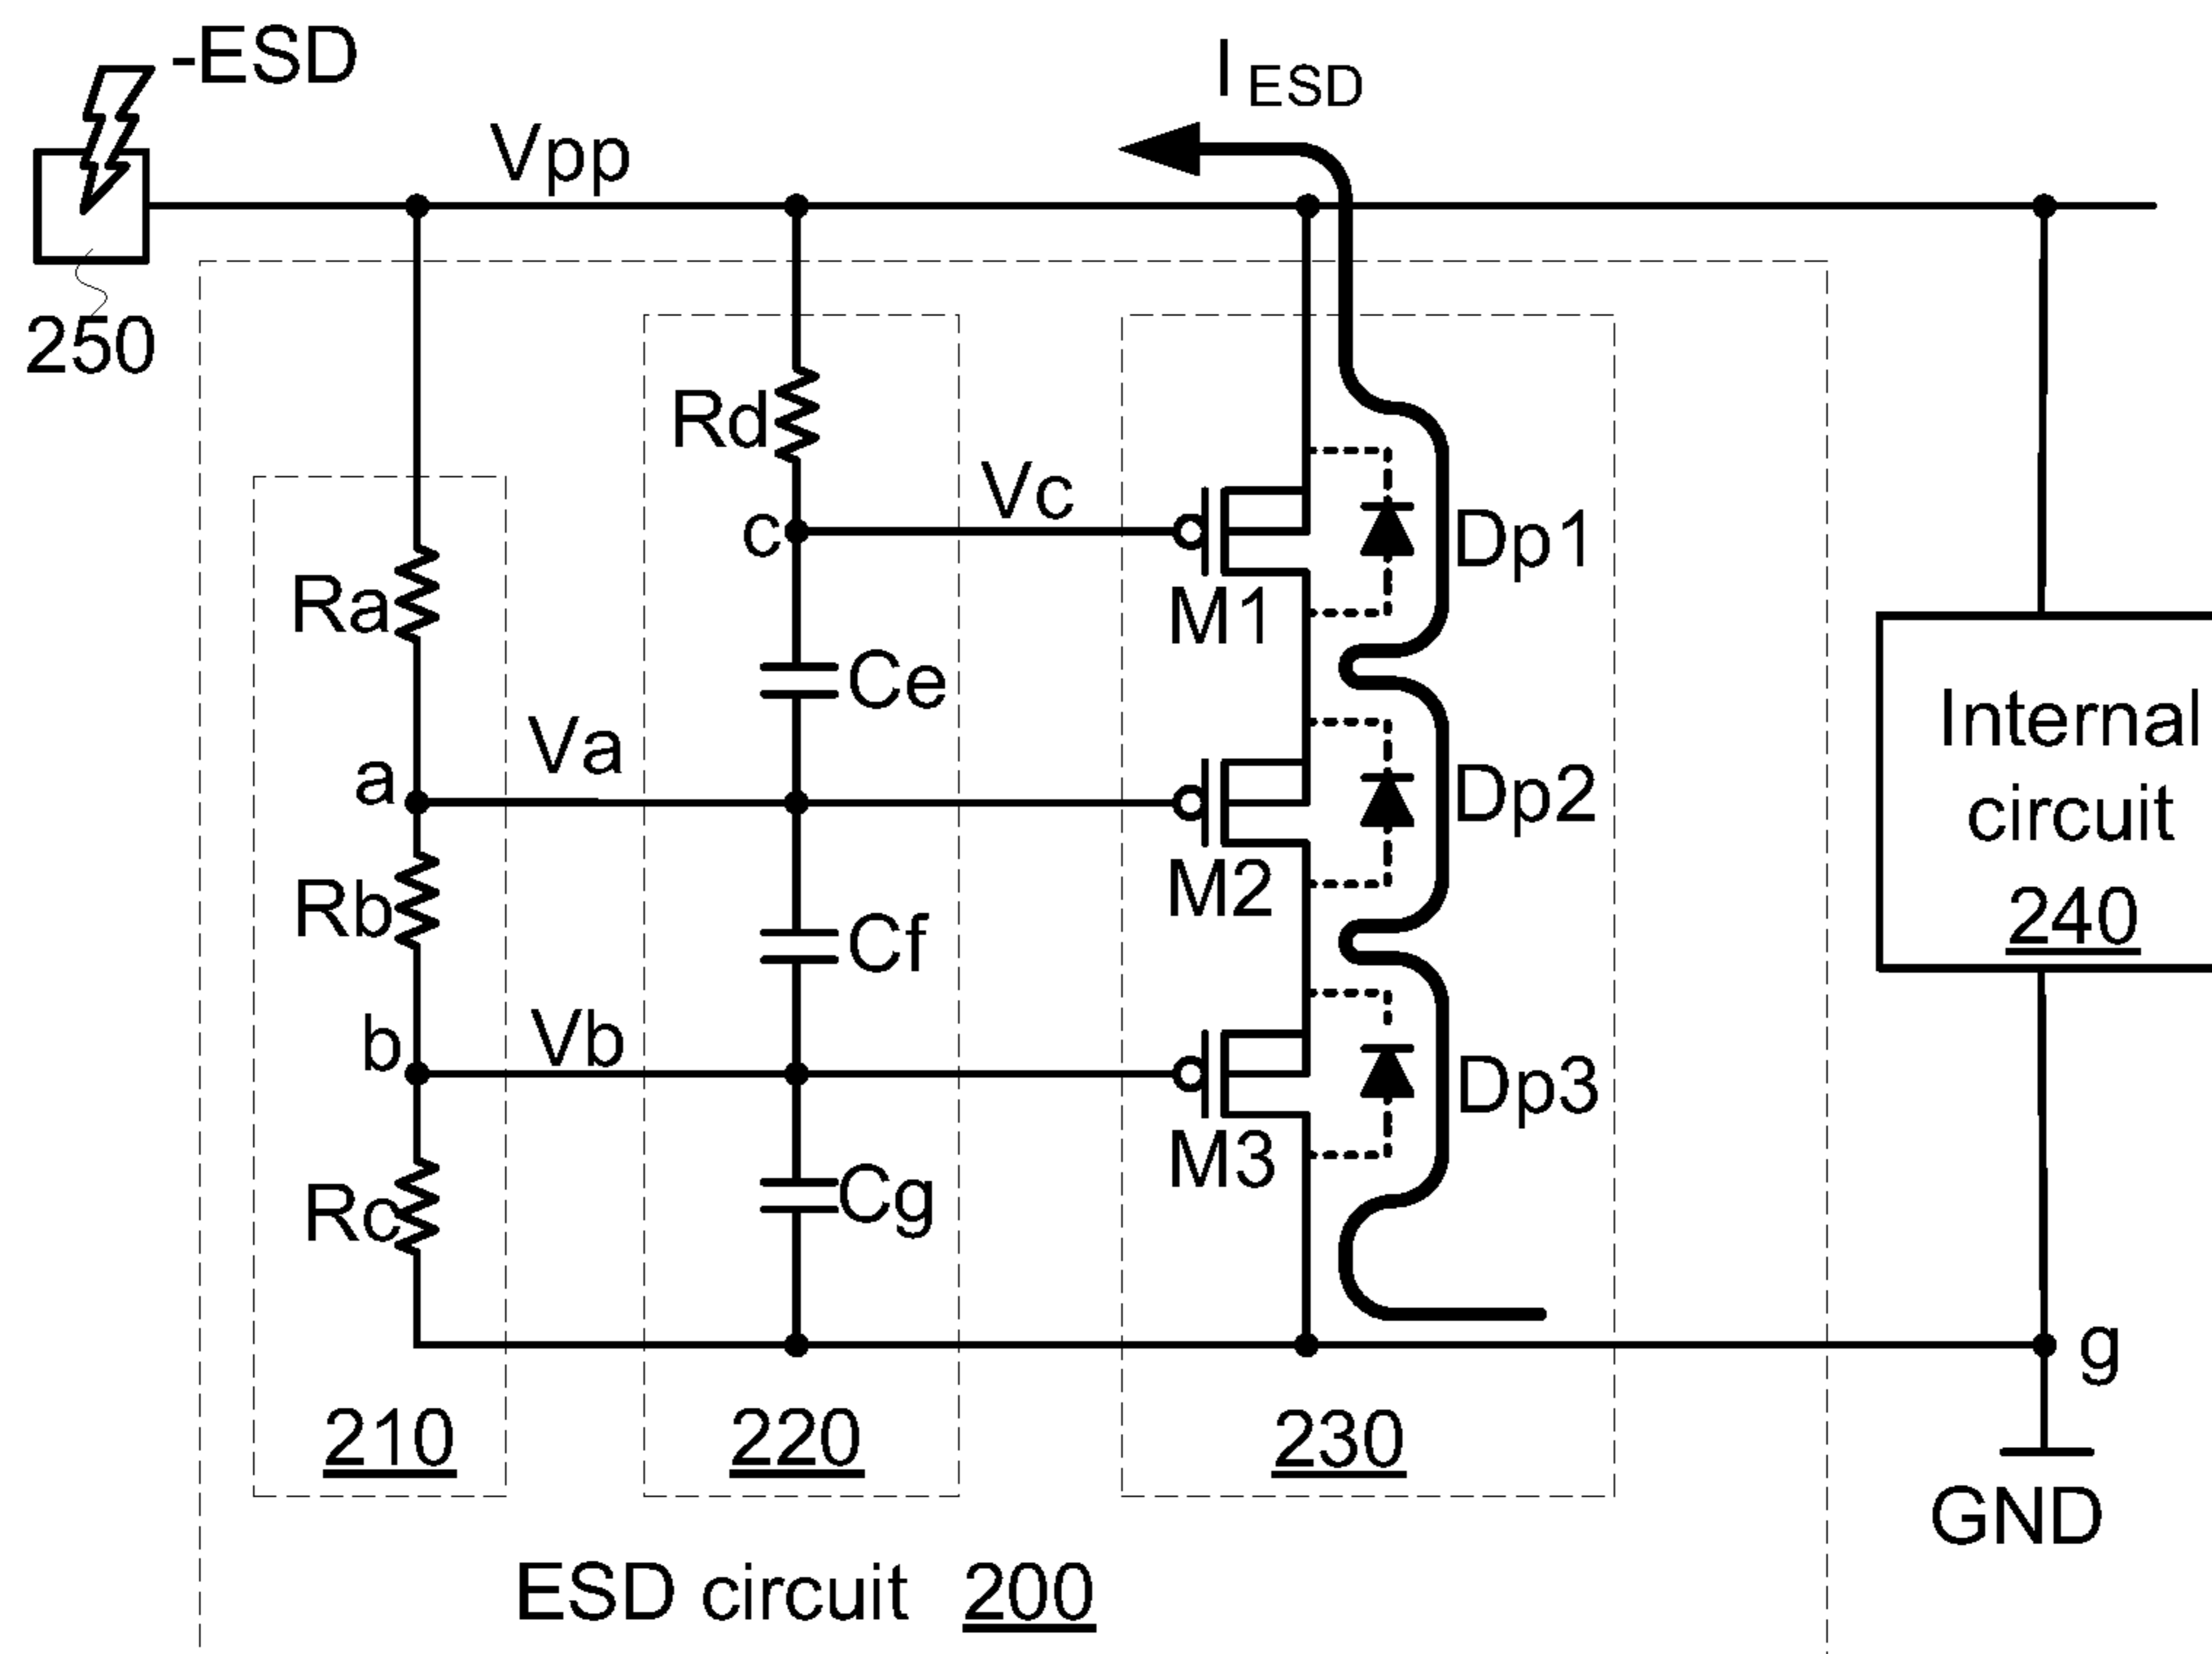 -ESD
I ESD
Vpp
250
Rd
Vc
c
Dp1
Ra
M1
Ce
Va
a
Internal
circuit
240
Dp2
M2
Rb
Cf
Vb
b
Dp3
M3
Rc
Cg
g
210
220
230
GND
ESD circuit 200